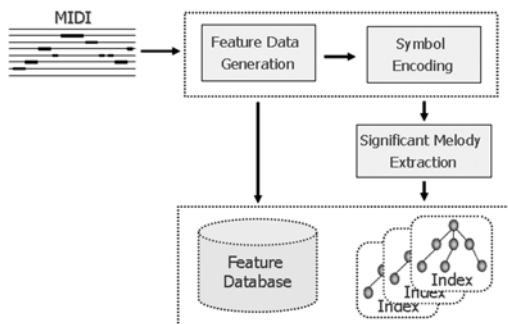 MIDI
Feature Data
Generation
Symbol
Encoding
Significant Melody
Extraction
Feature
Database
Index
Index
Index